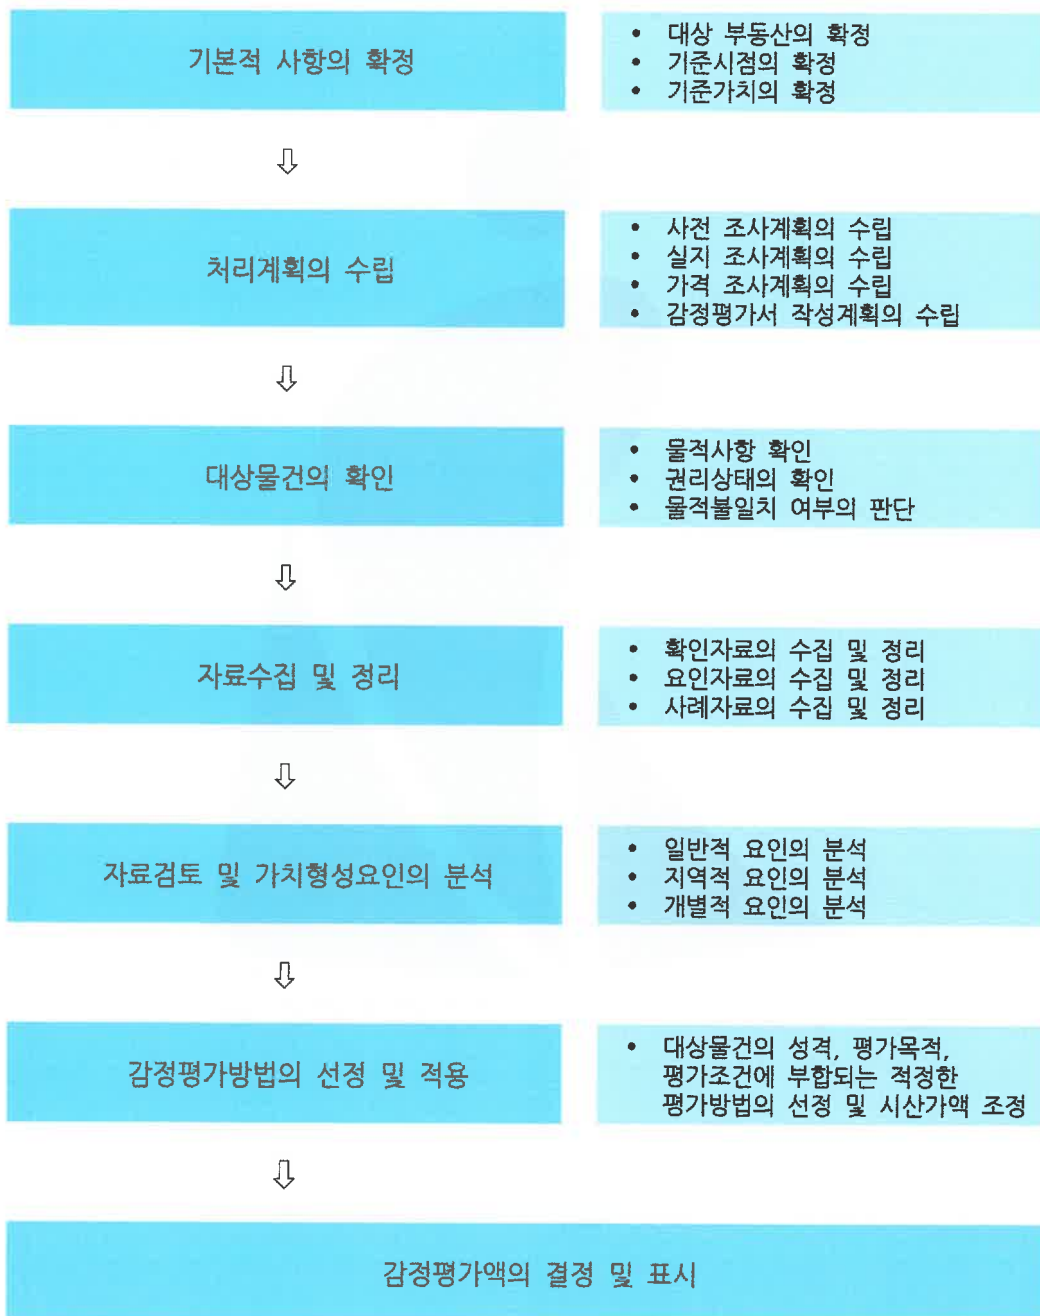 기본적 사항의 확정
• 대상 부동산의 확정
• 기준시점의 확정
• 기준가치의 확정
⇩
처리계획의 수립
• 사전 조사계획의 수립
• 실지 조사계획의 수립
• 가격 조사계획의 수립
• 감정평가서 작성계획의 수립
⇩
대상물건의 확인
• 물적사항 확인
• 권리상태의 확인
• 물적불일치 여부의 판단
⇩
자료수집 및 정리
• 확인자료의 수집 및 정리
• 요인자료의 수집 및 정리
• 사례자료의 수집 및 정리
⇩
자료검토 및 가치형성요인의 분석
• 일반적 요인의 분석
• 지역적 요인의 분석
• 개별적 요인의 분석
⇩
감정평가방법의 선정 및 적용
• 대상물건의 성격, 평가목적,
평가조건에 부합되는 적정한
평가방법의 선정 및 시산가액 조정
⇩
감정평가액의 결정 및 표시